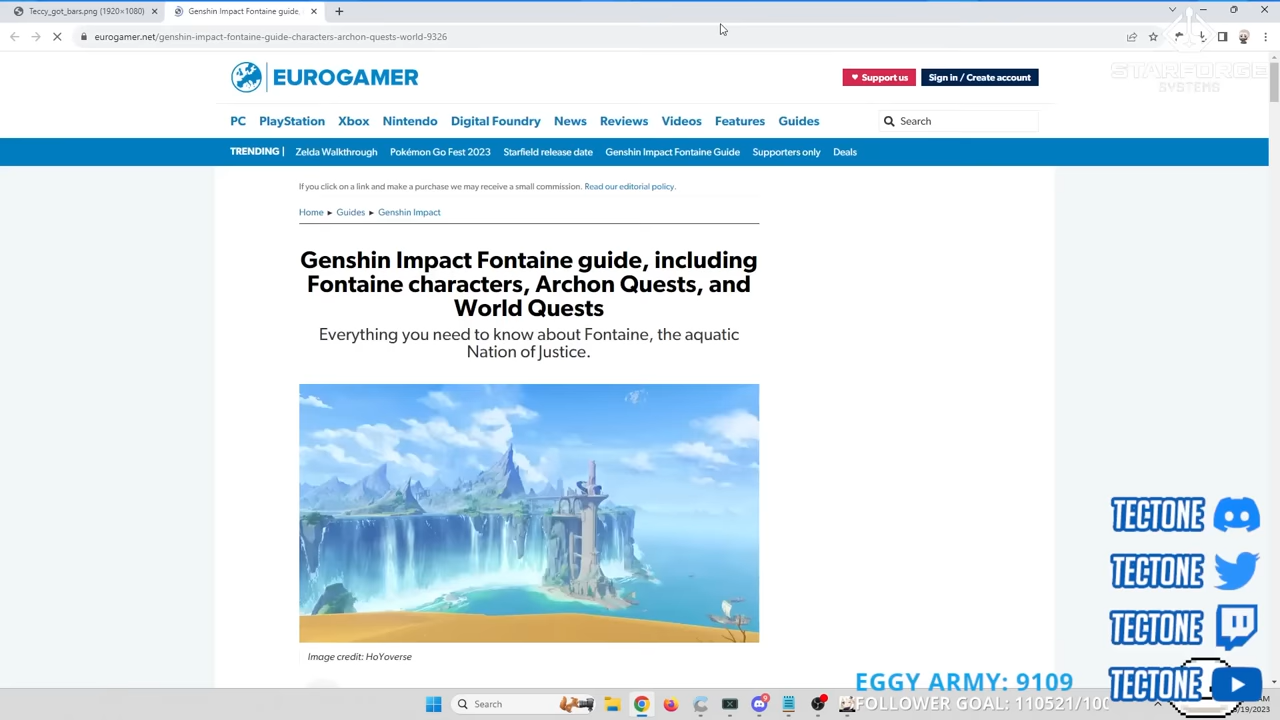 Teccy_got_bars.png (1920×1080)
Genshin Impact Fontaine guide,
eurogamer.net/genshin-impact-fontaine-guide-characters-archon-quests-world-9326
STARFORGE
SYSTEMS
EUROGAMER
Support us
Sign in / Create account
PC PlayStation Xbox Nintendo Digital Foundry News Reviews Videos Features Guides
Search
TRENDING | Zelda Walkthrough Pokémon Go Fest 2023 Starfield release date Genshin Impact Fontaine Guide Supporters only Deals
If you click on a link and make a purchase we may receive a small commission. Read our editorial policy.
Home ▸ Guides ▸ Genshin Impact
Genshin Impact Fontaine guide, including
Fontaine characters, Archon Quests, and
World Quests
Everything you need to know about Fontaine, the aquatic
Nation of Justice.
Image credit: HoYoverse
TECTONE
TECTONE
TECTONE
TECTONE
EGGY ARMY: 9109
FOLLOWER GOAL: 110521/100
Search
/19/2023